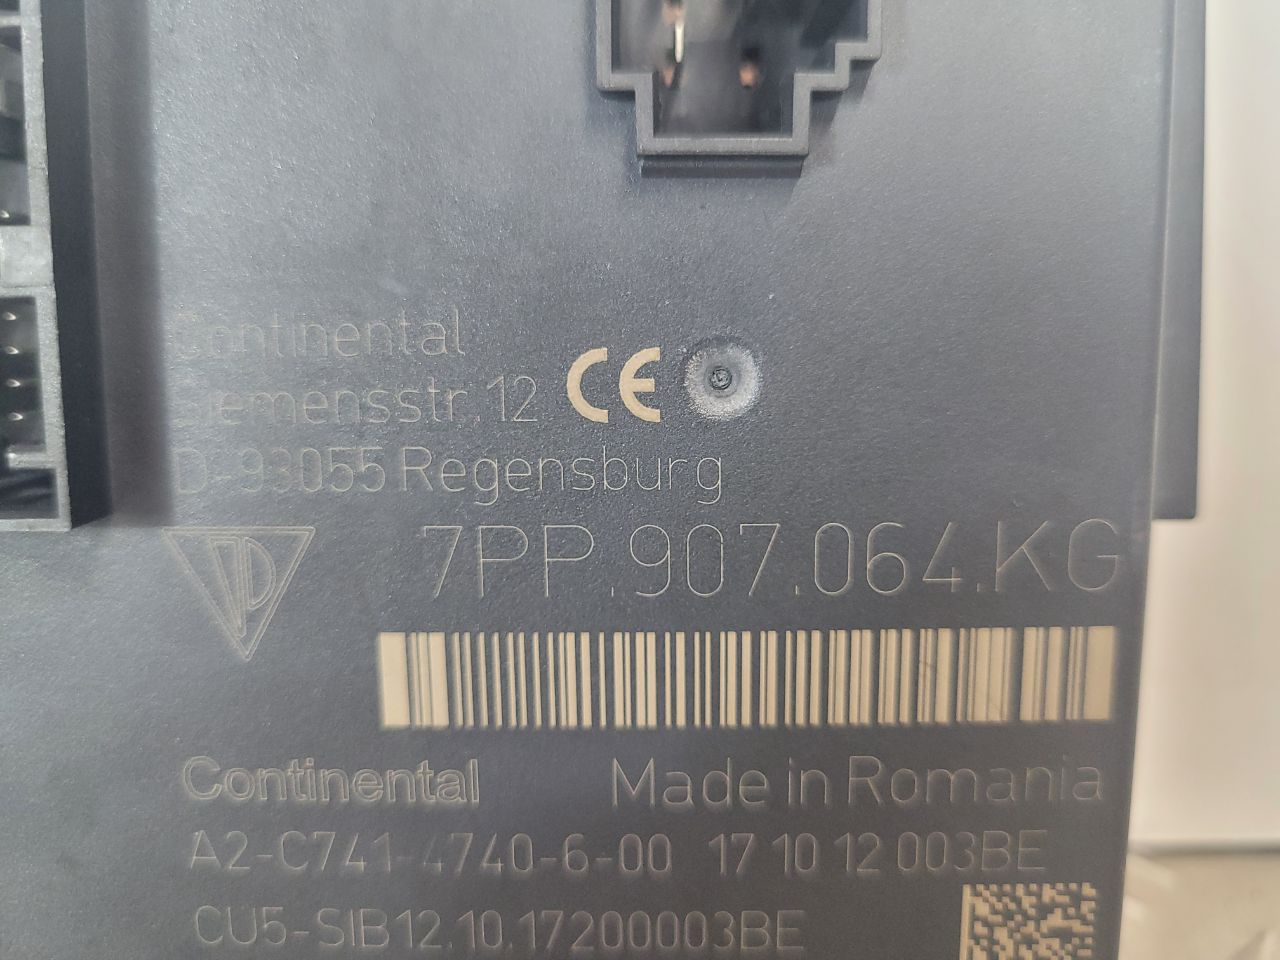 Continental
Siemensstr.12 CE
D-93055 Regensburg
7PP.907.064.KG
Continental Made in Romania
A2-C741-4740-6-00 17 10 12 003BE
CU5-SIB12.10.17200003BE